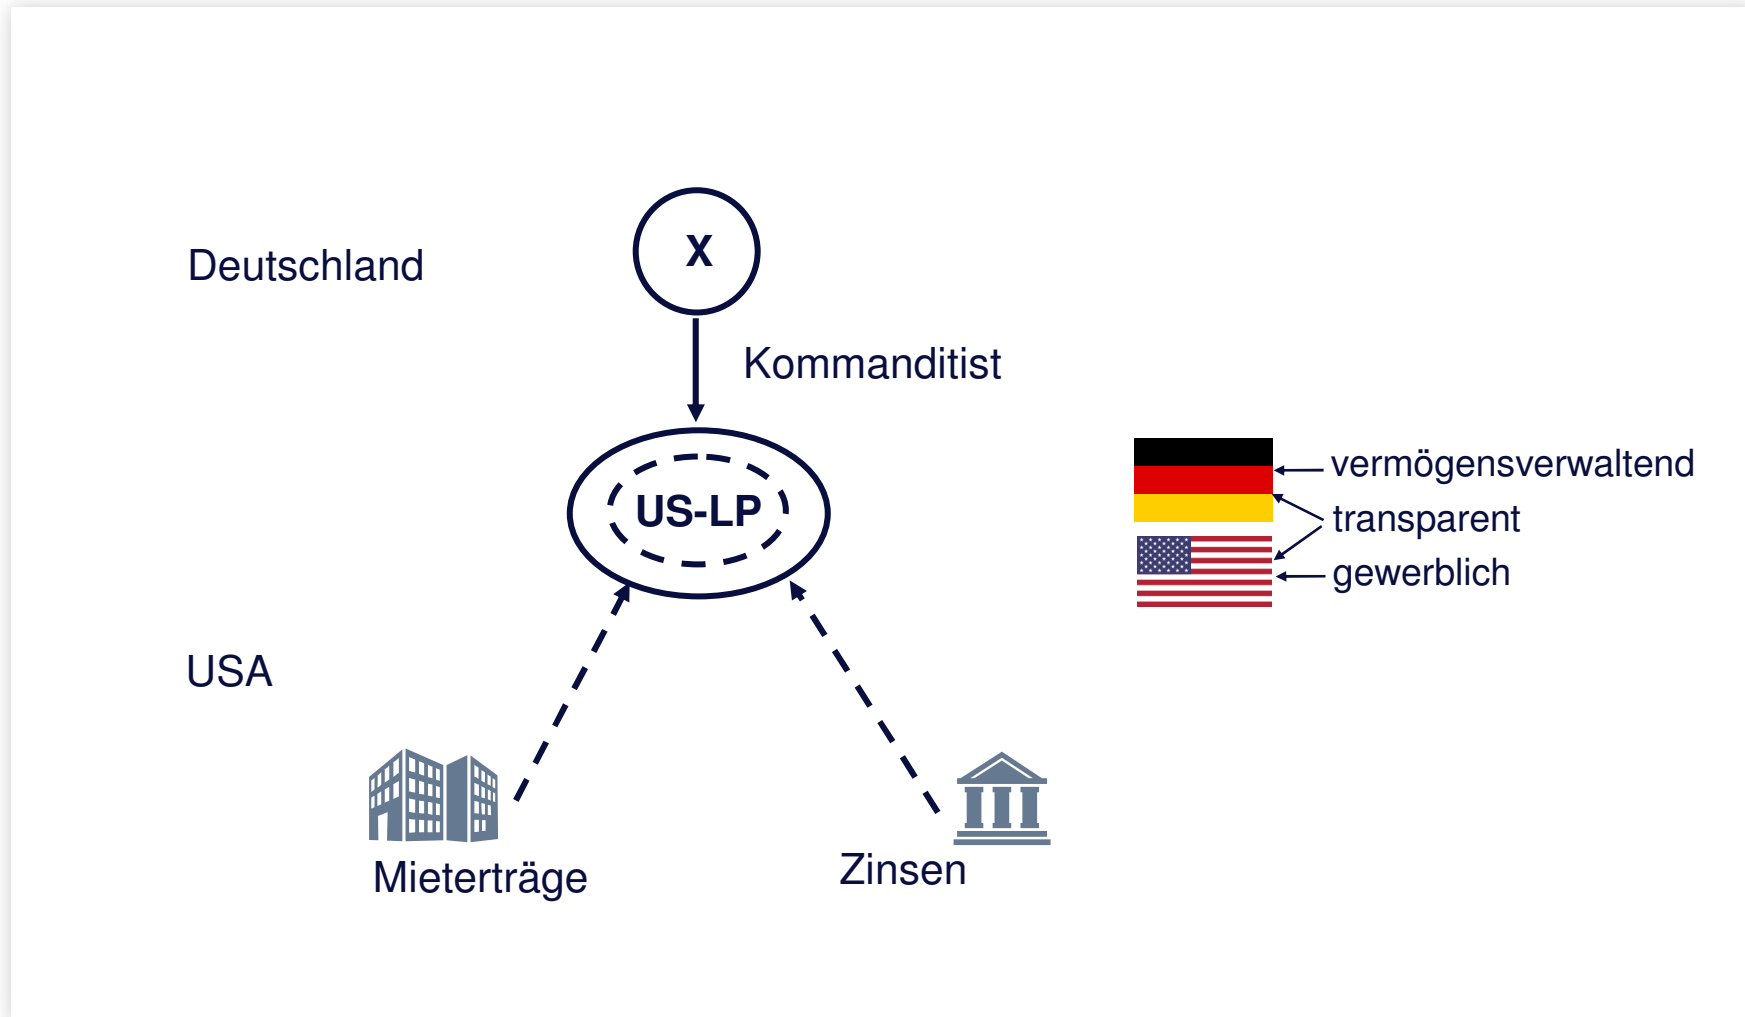 X
Deutschland
Kommanditist
US-LP
vermögensverwaltend
transparent
gewerblich
USA
Mieterträge
Zinsen